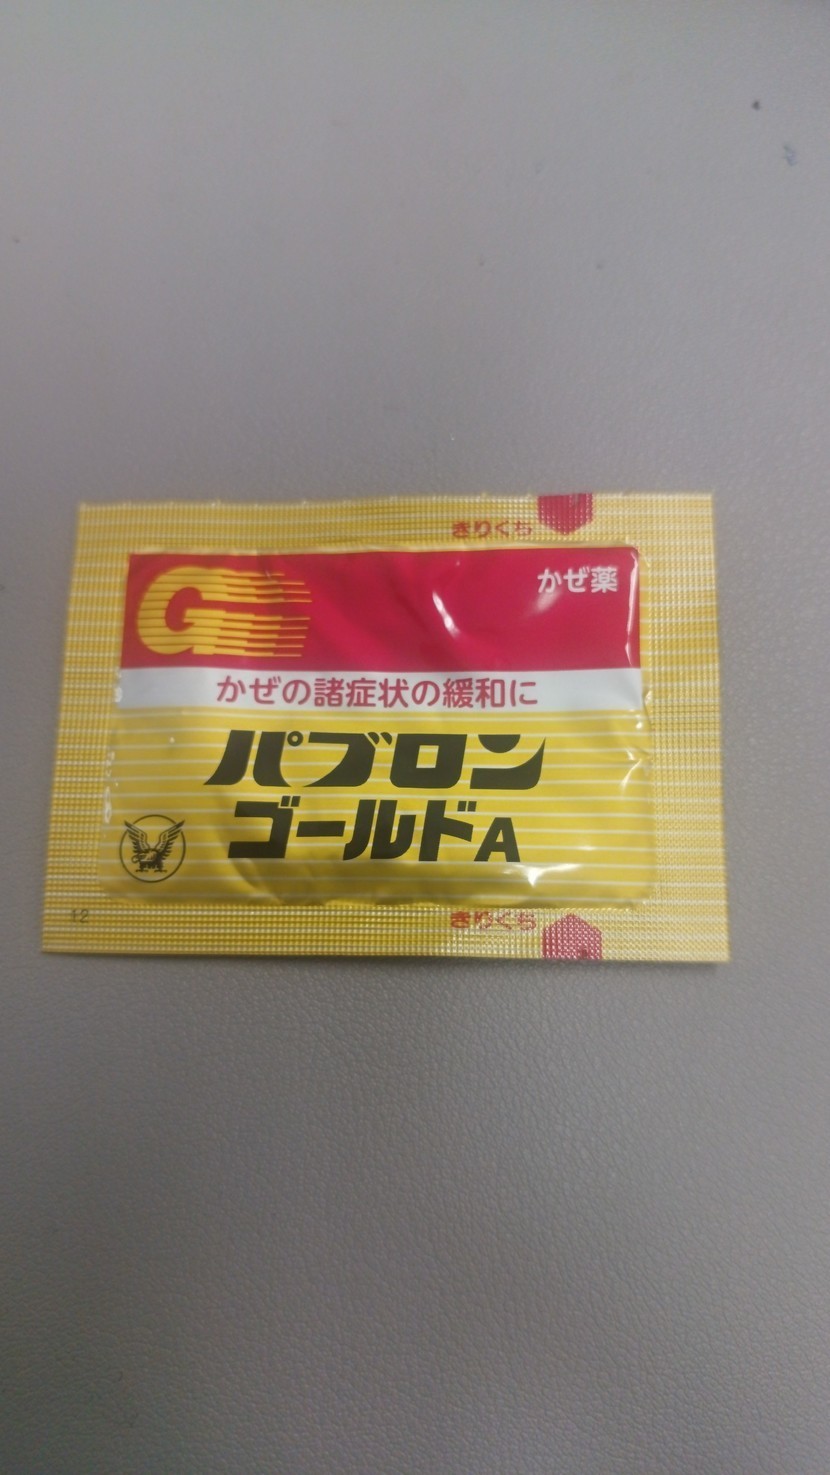 きりくち
G
かぜ薬
かぜの諸症状の緩和に
パブロン
ゴールドA
12
きりくち